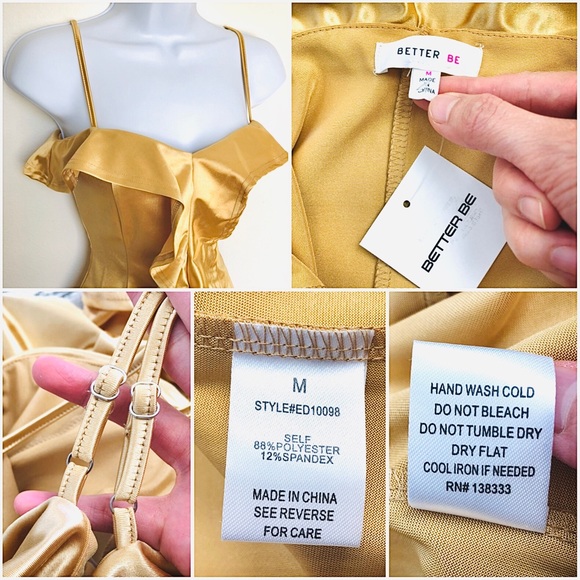 BETTER BE
M
MADE
IN
CHINA
BETTER BE
M
STYLE#ED10098
SELF
88%POLYESTER
12%SPANDEX
MADE IN CHINA
SEE REVERSE
FOR CARE
HAND WASH COLD
DO NOT BLEACH
DO NOT TUMBLE DRY
DRY FLAT
COOL IRON IF NEEDED
RN# 138333